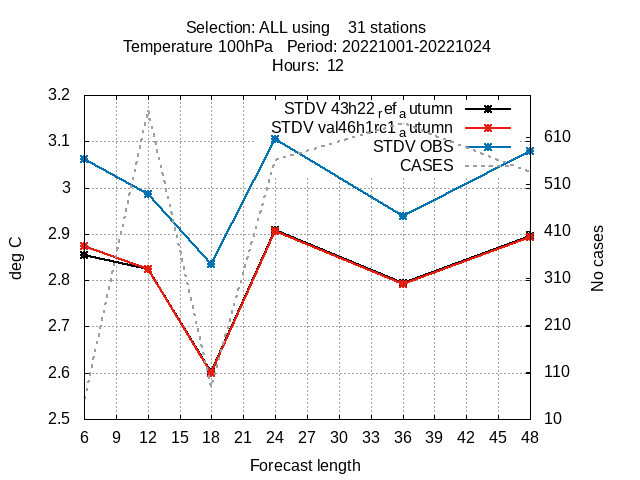 Selection: ALL using 31 stations
Temperature 100hPa Period: 20221001-20221024
Hours: 12
STDV 43h22ref_autumn
STDV val46h1rc1_autumn
STDV OBS
CASES
3.2
3.1
3
2.9
2.8
2.7
2.6
2.5
deg C
610
510
410
310
210
110
10
No cases
6 9 12 15 18 21 24 27 30 33 36 39 42 45 48
Forecast length